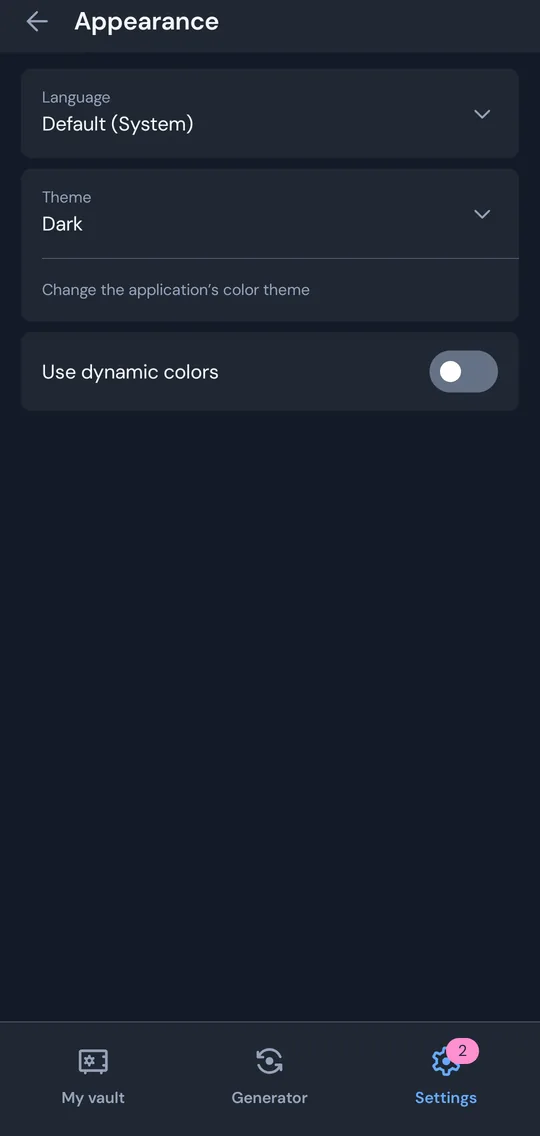 Appearance
Language
Default (System)
Theme
Dark
Change the application’s color theme
Use dynamic colors
2
My vault
Generator
Settings